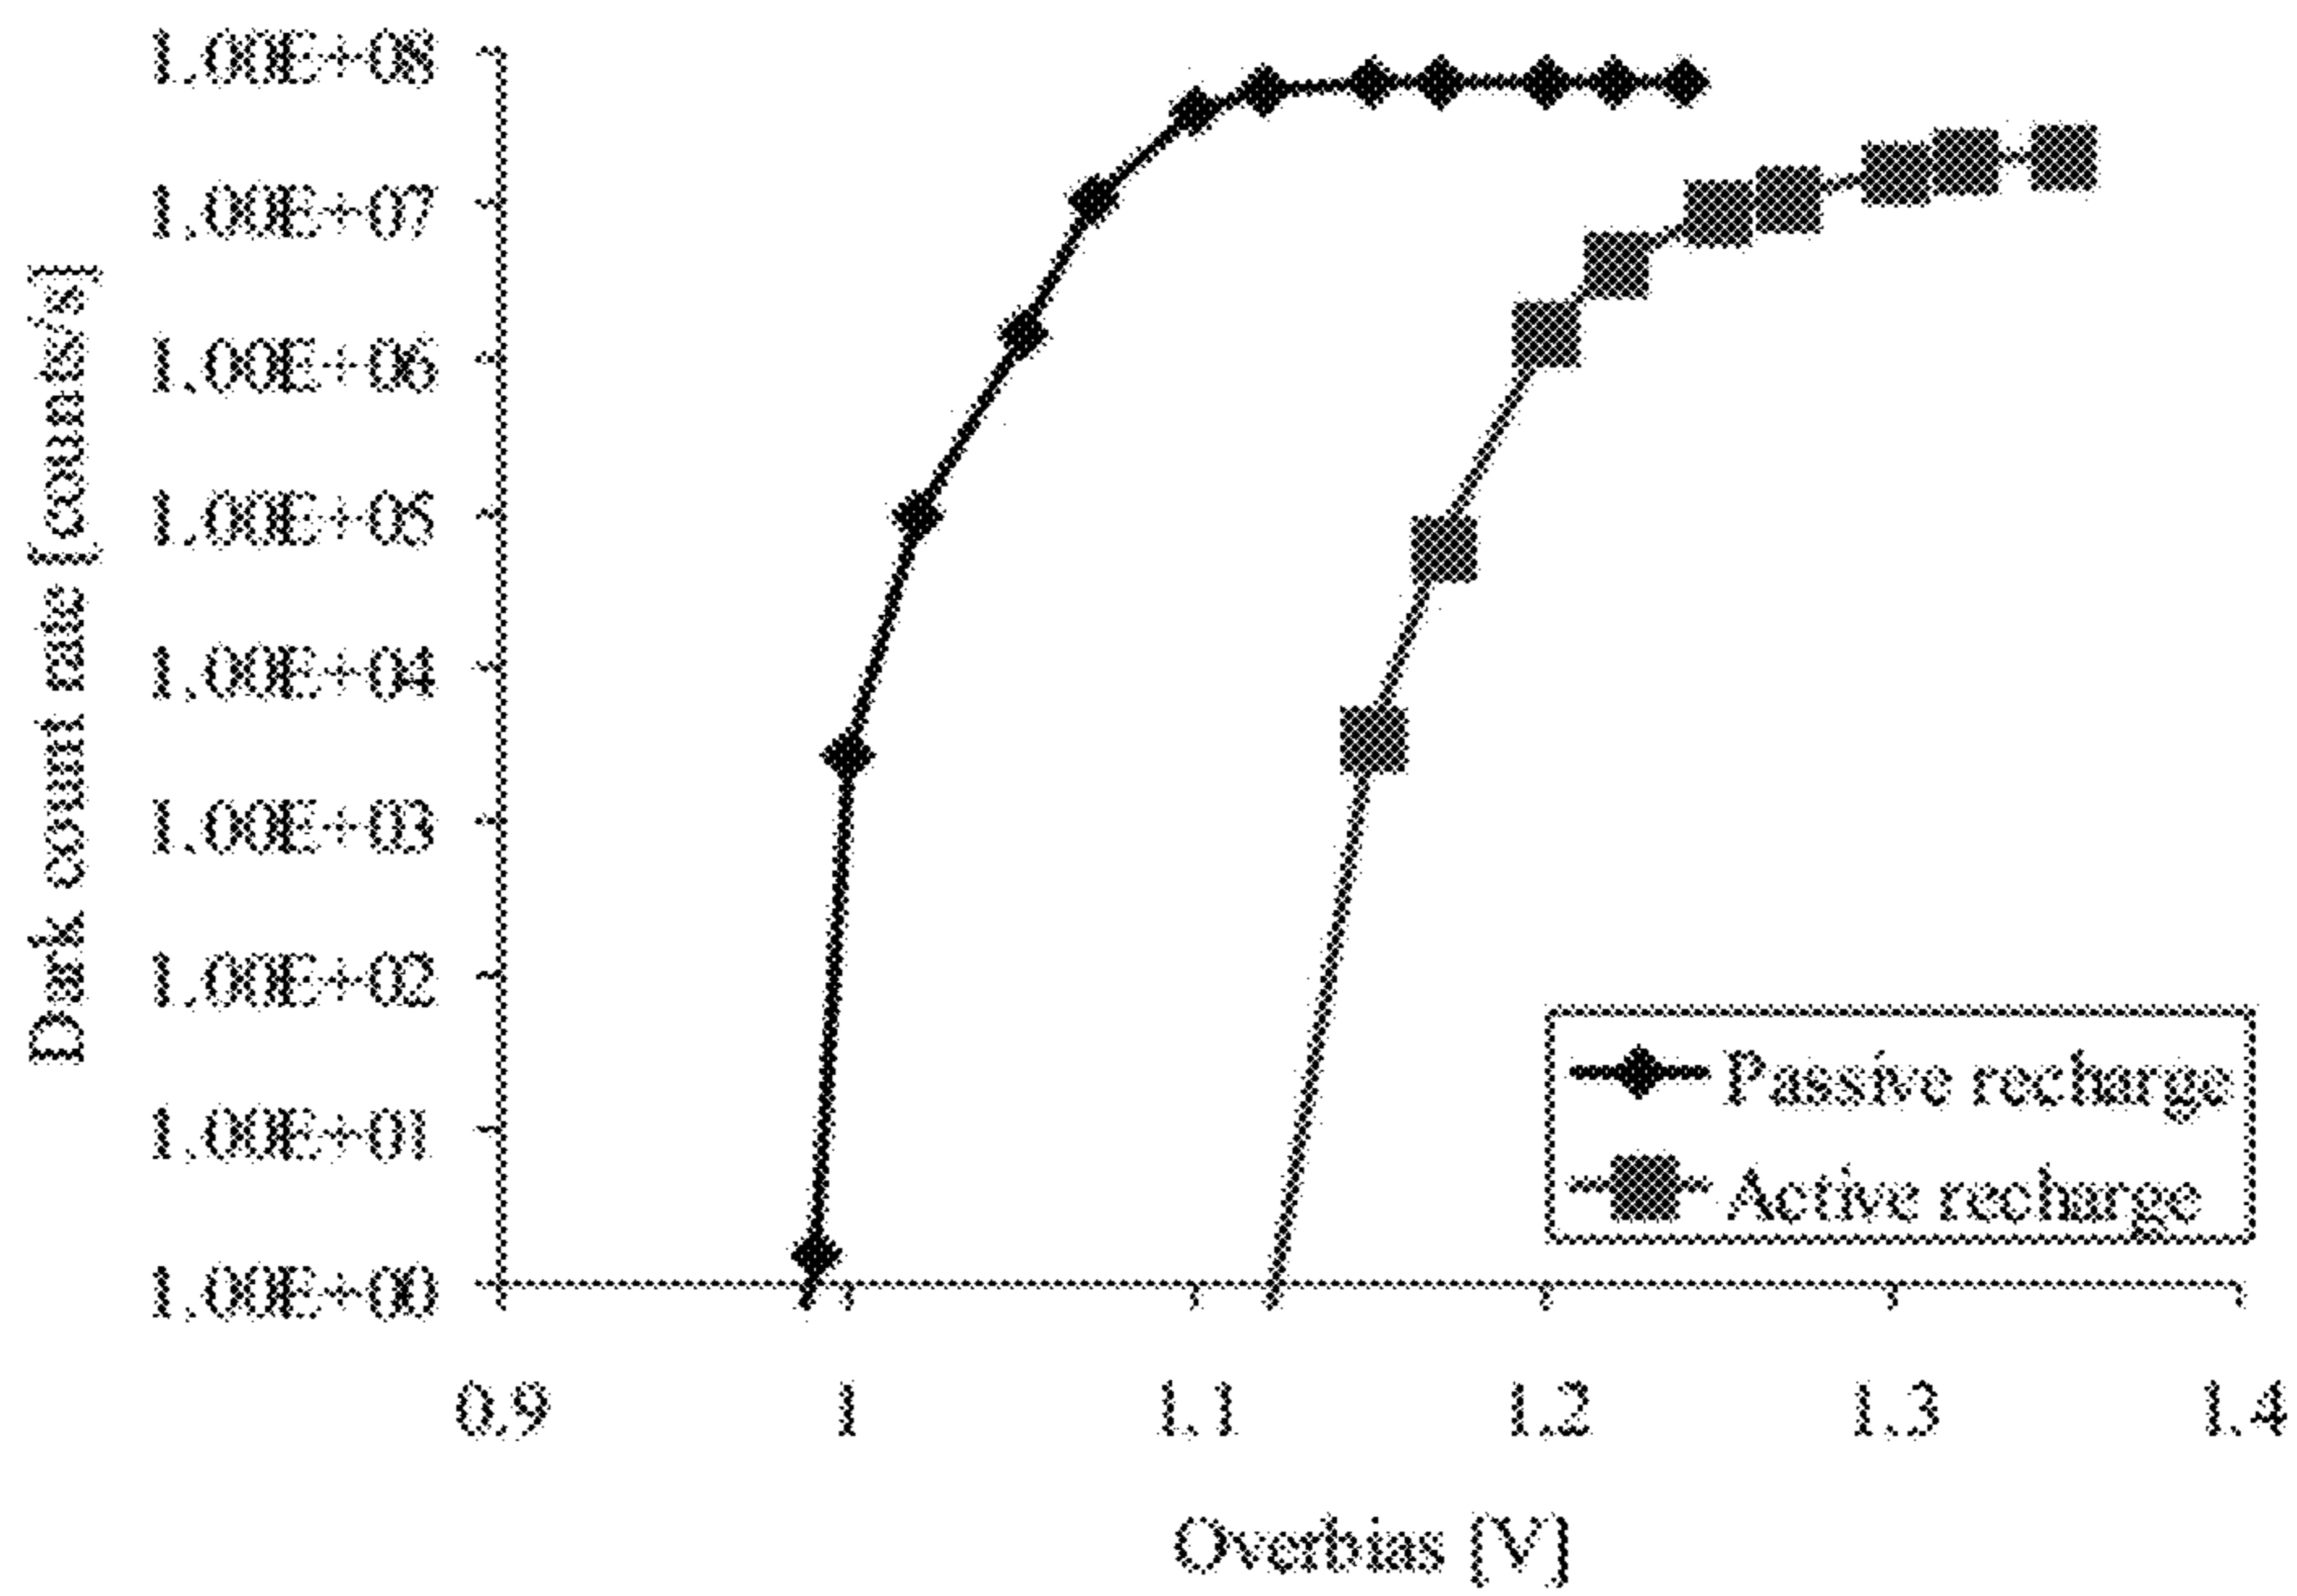 Dark count rate [counts/s]
1.00E+08
1.00E+07
1.00E+06
1.00E+05
1.00E+04
1.00E+03
1.00E+02
1.00E+01
1.00E+00
Passive recharge
Active recharge
0.9 1 1.1 1.2 1.3 1.4
Overbias [V]